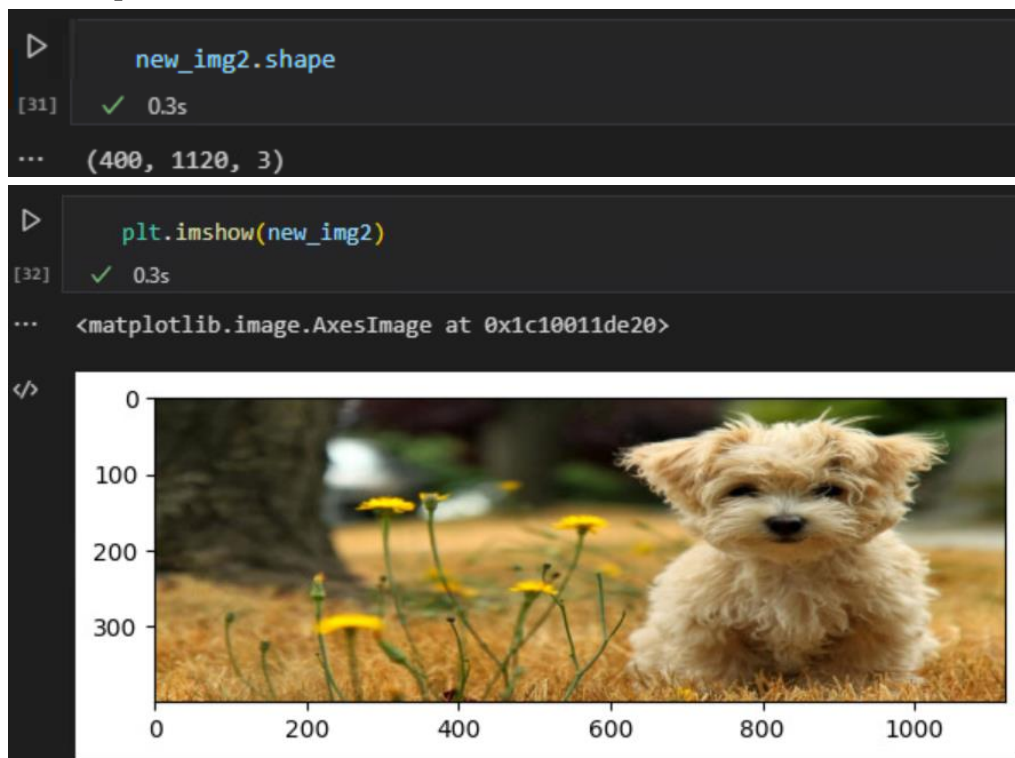 new_img2.shape
[31] ✓ 0.3s
... (400, 1120, 3)
plt.imshow(new_img2)
[32] ✓ 0.3s
... <matplotlib.image.AxesImage at 0x1c10011de20>
</>
0
100
200
300
0 200 400 600 800 1000